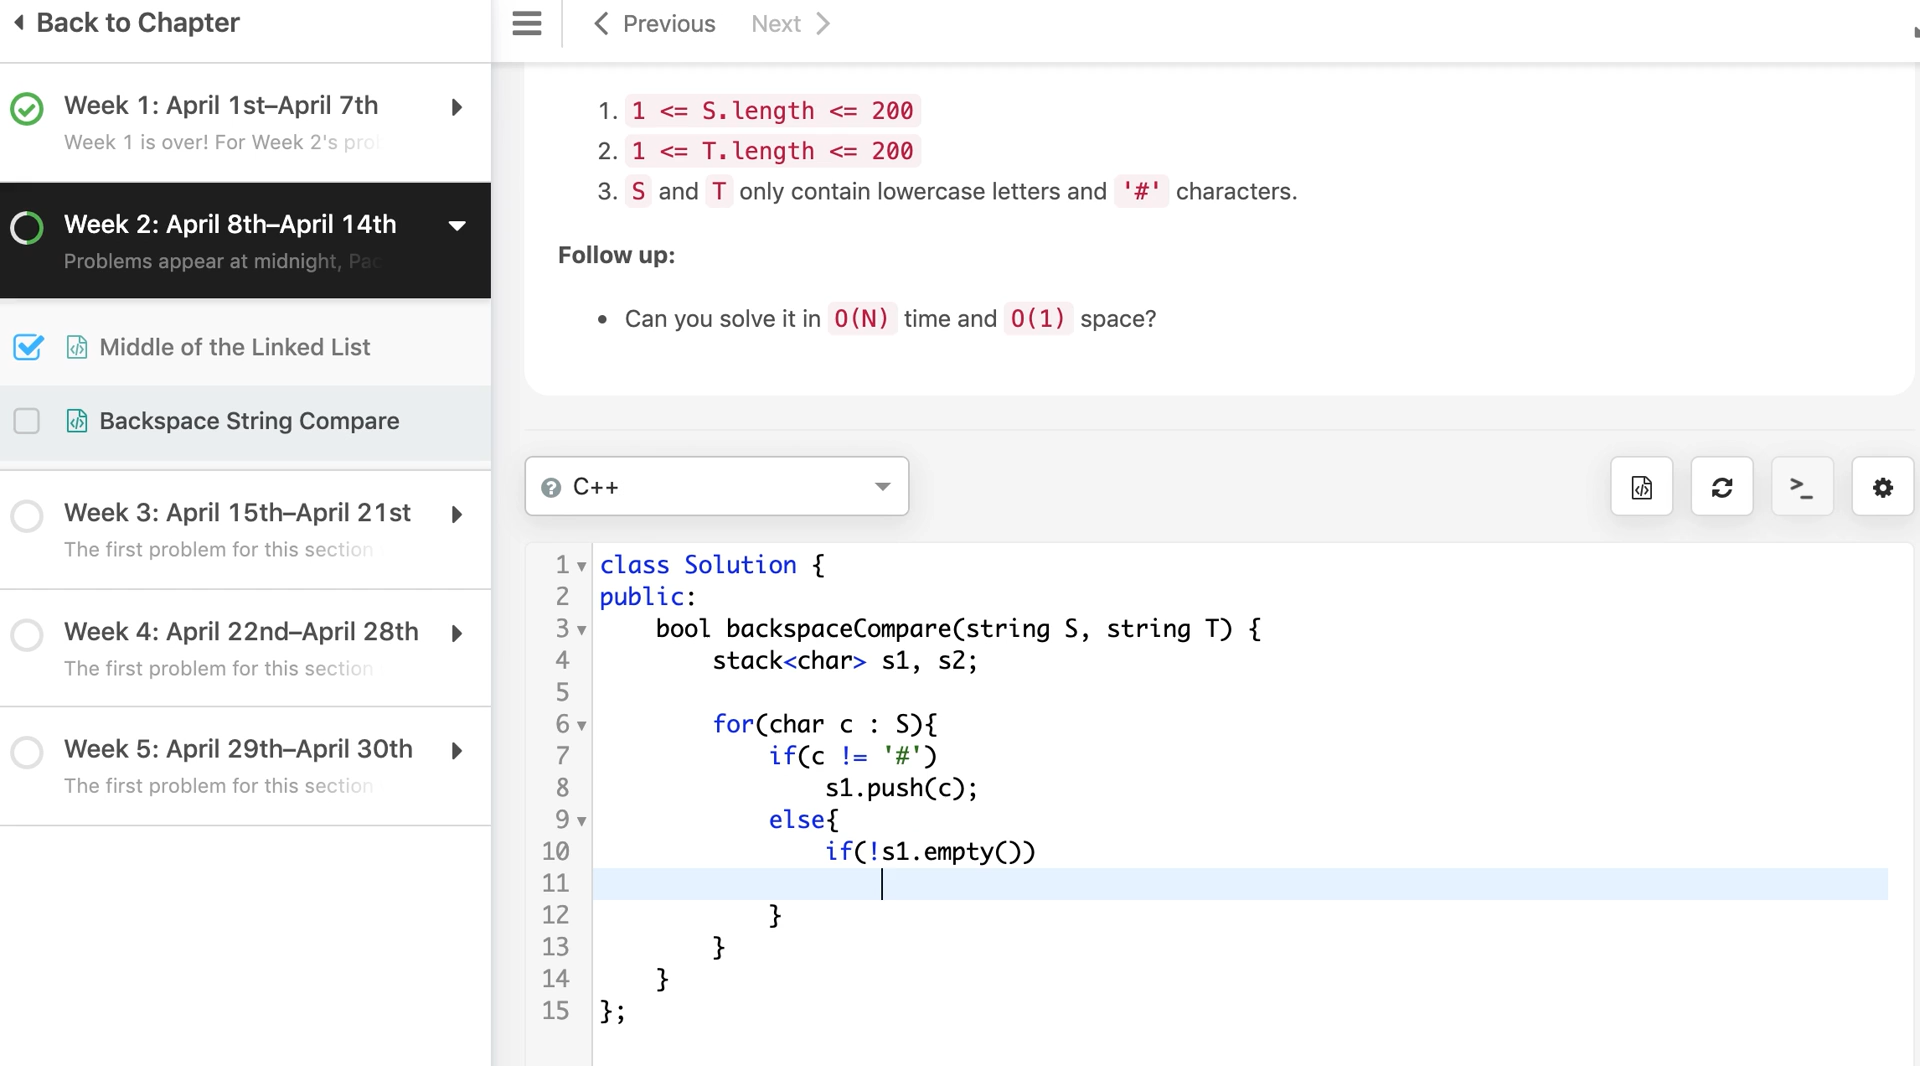 Back to Chapter
Previous
Next
Week 1: April 1st–April 7th
Week 1 is over! For Week 2's pro
Week 2: April 8th–April 14th
Problems appear at midnight, Pac
Middle of the Linked List
Backspace String Compare
Week 3: April 15th–April 21st
The first problem for this section
Week 4: April 22nd–April 28th
The first problem for this section
Week 5: April 29th–April 30th
The first problem for this section
1. 1 <= S.length <= 200
2. 1 <= T.length <= 200
3. S and T only contain lowercase letters and '#' characters.
Follow up:
• Can you solve it in O(N) time and O(1) space?
? C++
>_
1 class Solution {
2 public:
3     bool backspaceCompare(string S, string T) {
4         stack<char> s1, s2;
5
6         for(char c : S){
7             if(c != '#')
8                 s1.push(c);
9             else{
10                 if(!s1.empty())
11
12             }
13         }
14     }
15 };